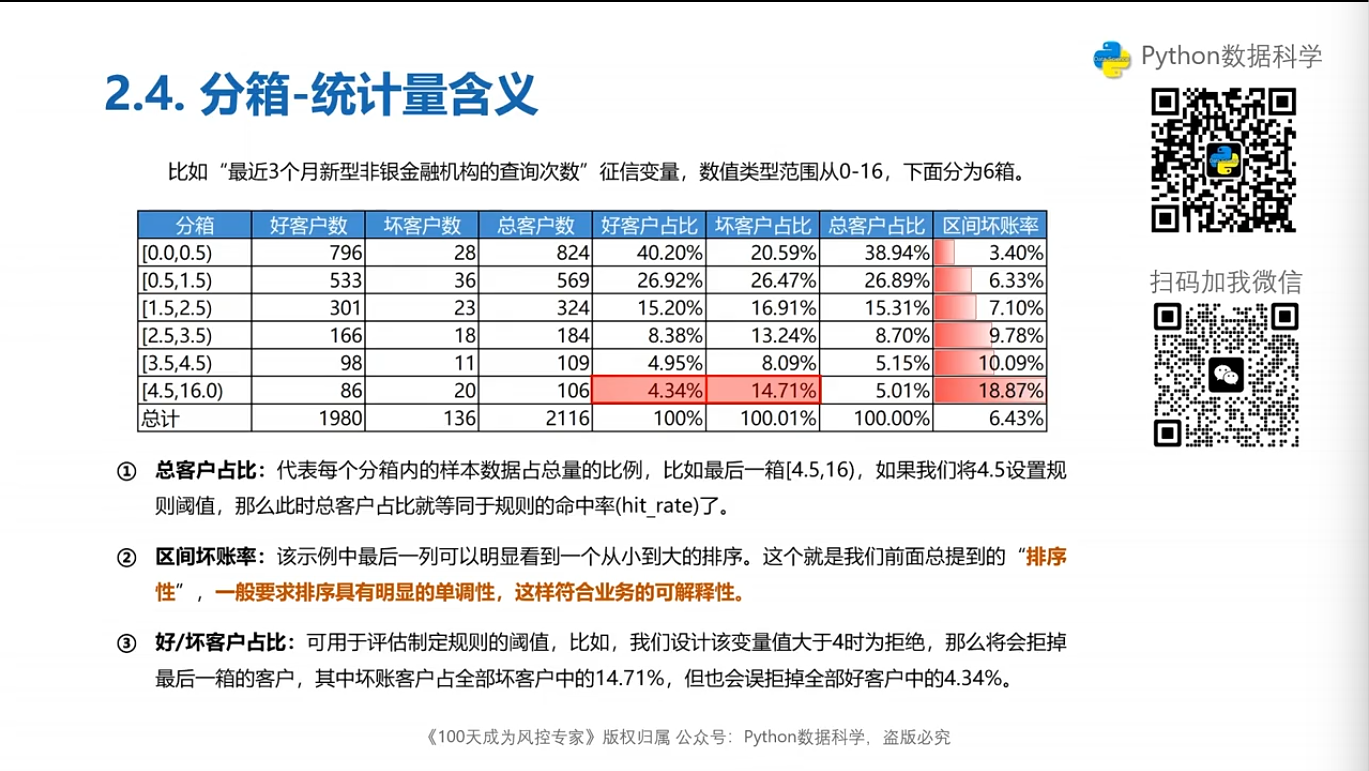 Python数据科学
2.4. 分箱-统计量含义
比如“最近3个月新型非银金融机构的查询次数”征信变量，数值类型范围从0-16，下面分为6箱。
分箱 好客户数 坏客户数 总客户数 好客户占比 坏客户占比 总客户占比 区间坏账率
[0.0,0.5) 796 28 824 40.20% 20.59% 38.94% 3.40%
[0.5,1.5) 533 36 569 26.92% 26.47% 26.89% 6.33%
[1.5,2.5) 301 23 324 15.20% 16.91% 15.31% 7.10%
[2.5,3.5) 166 18 184 8.38% 13.24% 8.70% 9.78%
[3.5,4.5) 98 11 109 4.95% 8.09% 5.15% 10.09%
[4.5,16.0) 86 20 106 4.34% 14.71% 5.01% 18.87%
总计 1980 136 2116 100% 100.01% 100.00% 6.43%
扫码加我微信
① 总客户占比：代表每个分箱内的样本数据占总量的比例，比如最后一箱[4.5,16)，如果我们将4.5设置规
则阈值，那么此时总客户占比就等同于规则的命中率(hit_rate)了。
② 区间坏账率：该示例中最后一列可以明显看到一个从小到大的排序。这个就是我们前面总提到的“排序
性”，一般要求排序具有明显的单调性，这样符合业务的可解释性。
③ 好/坏客户占比：可用于评估制定规则的阈值，比如，我们设计该变量值大于4时为拒绝，那么将会拒掉
最后一箱的客户，其中坏账客户占全部坏客户中的14.71%，但也会误拒掉全部好客户中的4.34%。
《100天成为风控专家》版权归属 公众号：Python数据科学，盗版必究